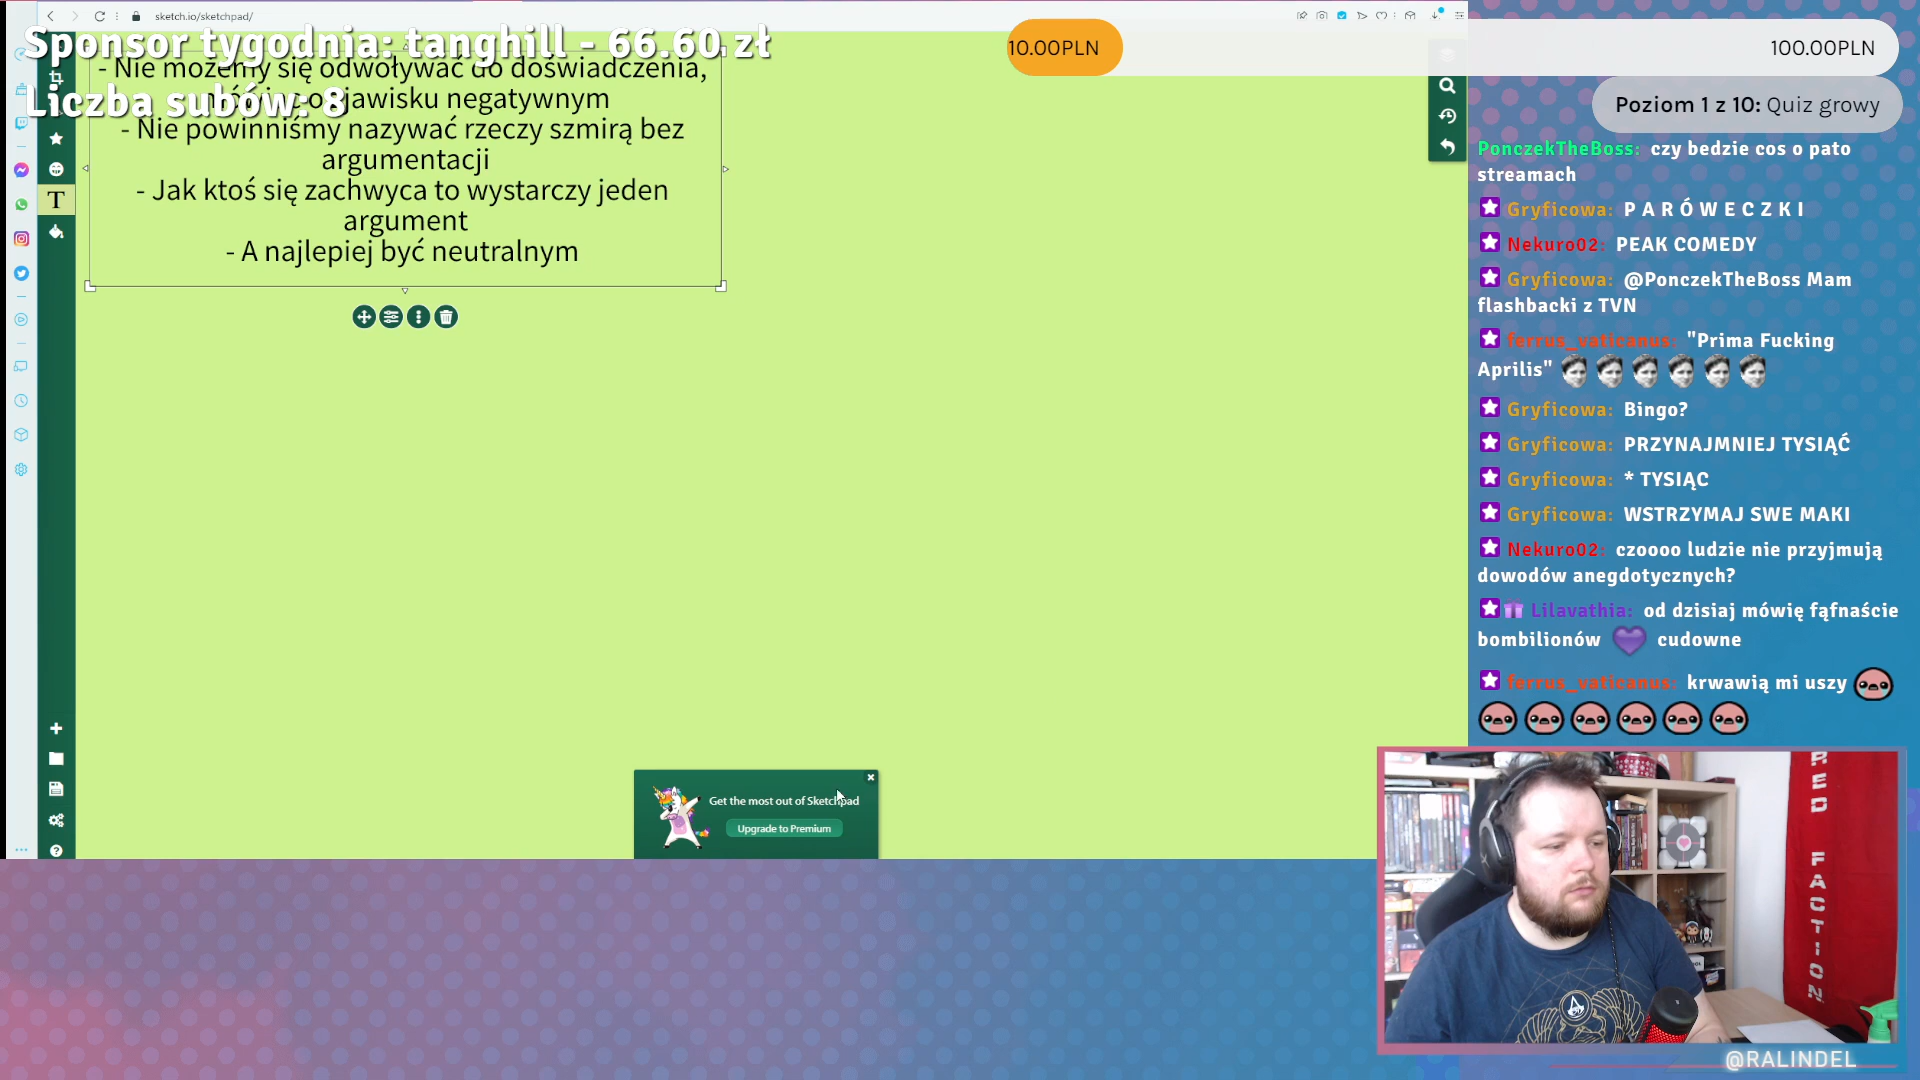 sketch.io/sketchpad/
Sponsor tygodnia: tanghill - 66.60 zł
Liczba subów: 8
- Nie możemy się odwoływać do doświadczenia,
jawisku negatywnym
- Nie powinniśmy nazywać rzeczy szmirą bez
argumentacji
- Jak ktoś się zachwyca to wystarczy jeden
argument
- A najlepiej być neutralnym
T
Get the most out of Sketchpad
Upgrade to Premium
10.00PLN
100.00PLN
Poziom 1 z 10: Quiz growy
PonczekTheBoss: czy bedzie cos o pato
streamach
Gryficowa: P A R Ó W E C Z K I
Nekuro02: PEAK COMEDY
Gryficowa: @PonczekTheBoss Mam
flashbacki z TVN
ferrus_vaticanus: "Prima Fucking
Aprilis"
Gryficowa: Bingo?
Gryficowa: PRZYNAJMNIEJ TYSIĄĆ
Gryficowa: * TYSIĄC
Gryficowa: WSTRZYMAJ SWE MAKI
Nekuro02: czoooo ludzie nie przyjmują
dowodów anegdotycznych?
Lilavathia: od dzisiaj mówię fąfnaście
bombilionów cudowne
ferrus_vaticanus: krwawią mi uszy
RED FACTION
@RALINDEL